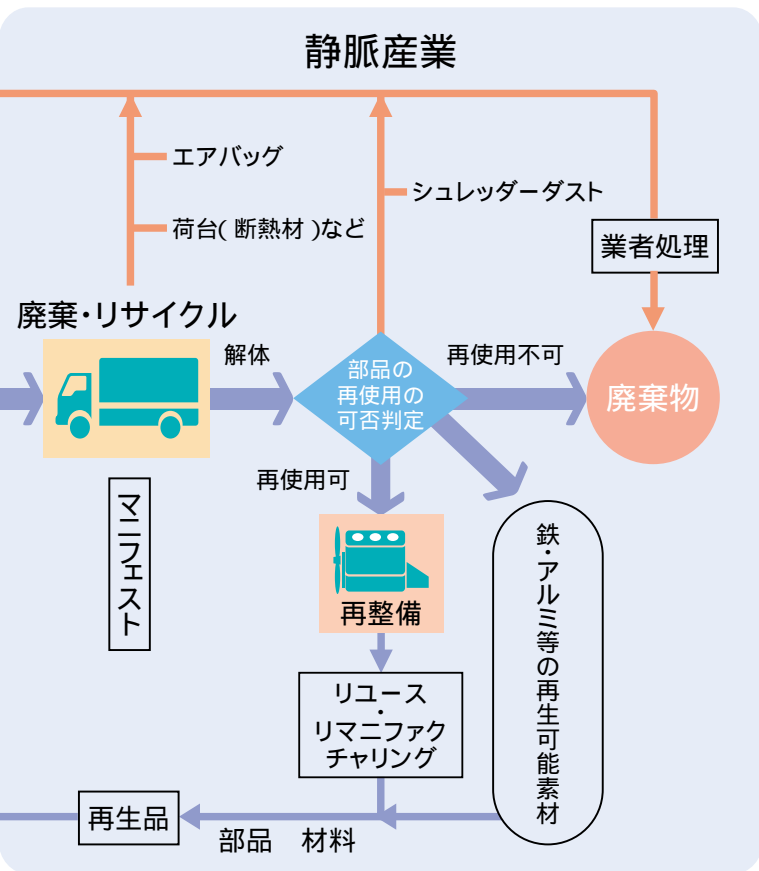 静脈産業
エアバッグ
シュレッダーダスト
荷台(断熱材)など
業者処理
廃棄・リサイクル
解体
部品の
再使用の
可否判定
再使用不可
廃棄物
再使用可
マニフェスト
再整備
鉄・アルミ等の再生可能素材
リユース
・
リマニファク
チャリング
再生品
部品　材料